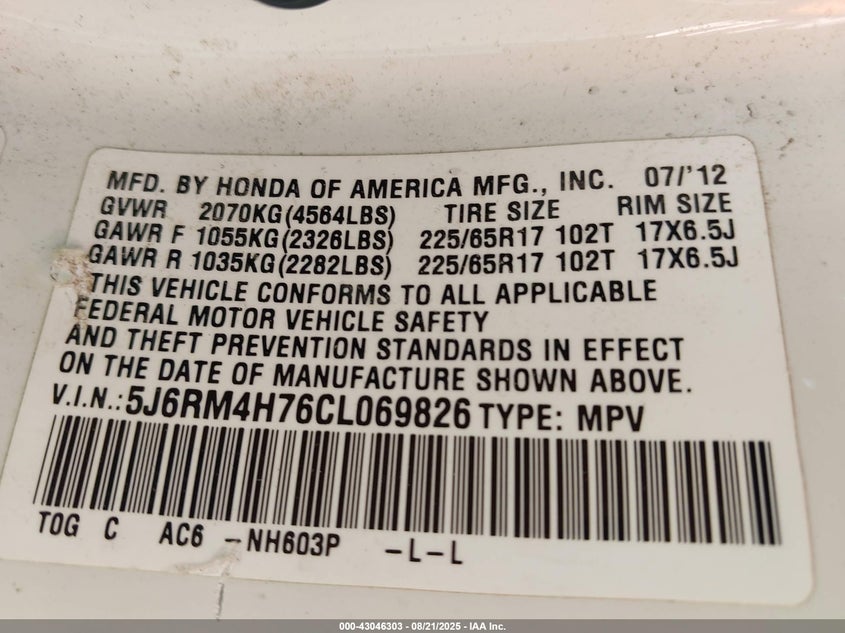 MFD. BY HONDA OF AMERICA MFG., INC. 07/'12
GVWR 2070KG(4564LBS) TIRE SIZE RIM SIZE
GAWR F 1055KG(2326LBS) 225/65R17 102T 17X6.5J
GAWR R 1035KG(2282LBS) 225/65R17 102T 17X6.5J
THIS VEHICLE CONFORMS TO ALL APPLICABLE
FEDERAL MOTOR VEHICLE SAFETY
AND THEFT PREVENTION STANDARDS IN EFFECT
ON THE DATE OF MANUFACTURE SHOWN ABOVE.
V.I.N.: 5J6RM4H76CL069826 TYPE: MPV
TOG C AC6 -NH603P -L-L
000-43046303 - 08/21/2025 - IAA Inc.